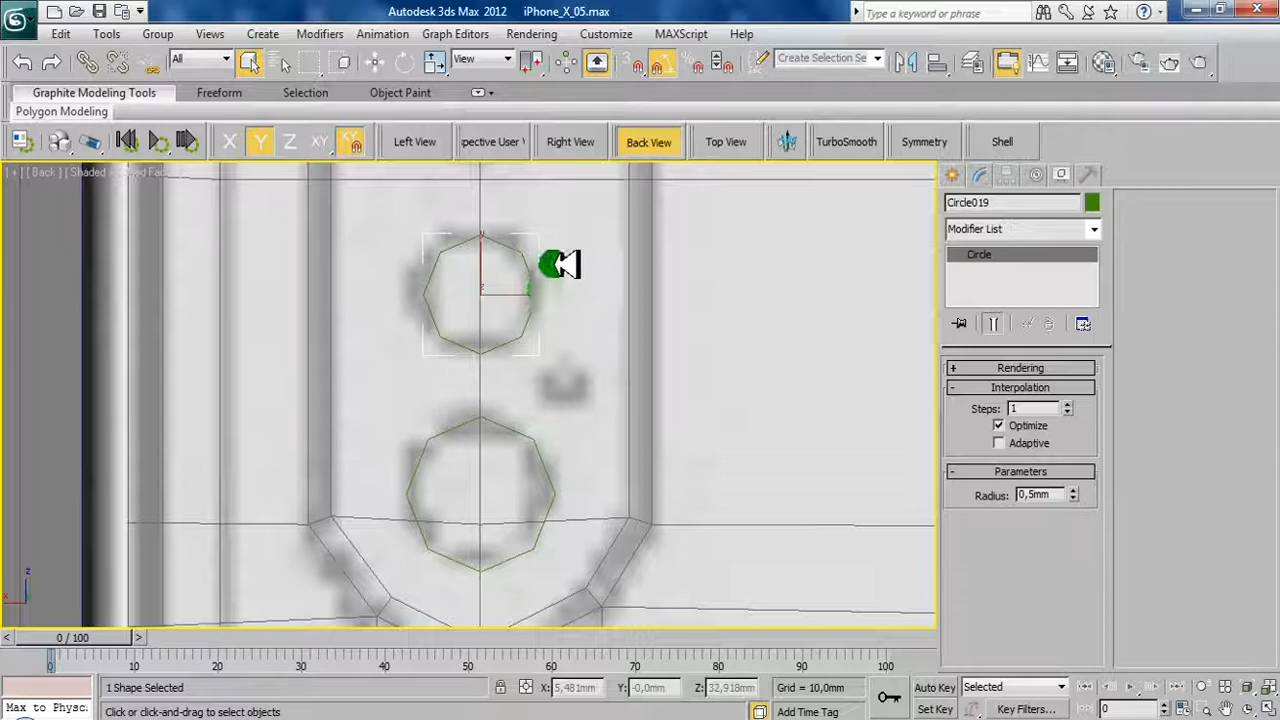 Autodesk 3ds Max 2012 iPhone_X_05.max
Type a keyword or phrase
Edit Tools Group Views Create Modifiers Animation Graph Editors Rendering Customize MAXScript Help
All View Create Selection Se
Graphite Modeling Tools Freeform Selection Object Paint
Polygon Modeling
X Y Z XY Left View spective User V Right View Back View Top View TurboSmooth Symmetry Shell
Circle019
Modifier List
Circle
+ Rendering
- Interpolation
Steps: 1
Optimize
Adaptive
- Parameters
Radius: 0,5mm
z
x
< 0 / 100 >
0 10 20 30 40 50 60 70 80 90 100
1 Shape Selected X: 5,481mm Y: -0,0mm Z: 32,918mm Grid = 10,0mm Auto Key Selected
Max to Physc. Click or click-and-drag to select objects Add Time Tag Set Key Key Filters... 0